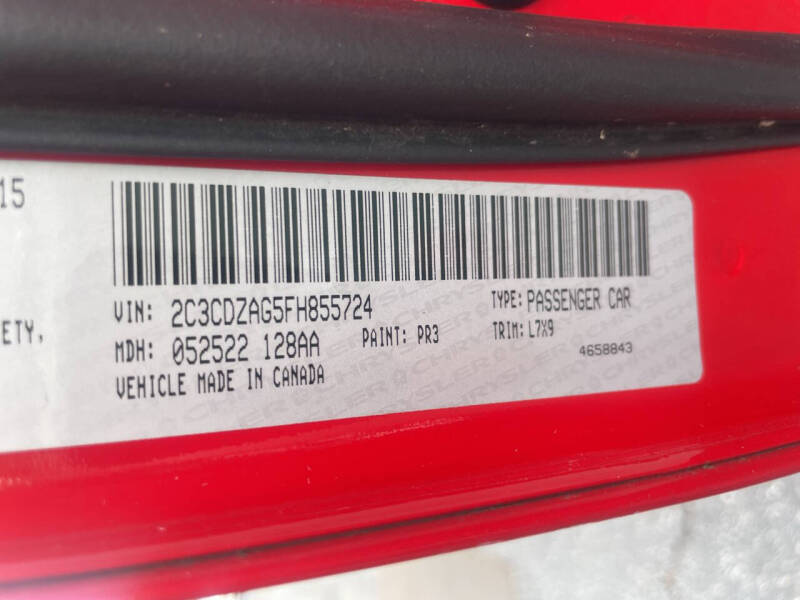 15
VIN: 2C3CDZAG5FH855724 TYPE: PASSENGER CAR
ETY, MDH: 052522 128AA PAINT: PR3 TRIM: L7X9
VEHICLE MADE IN CANADA 4658843
CHRYSLER